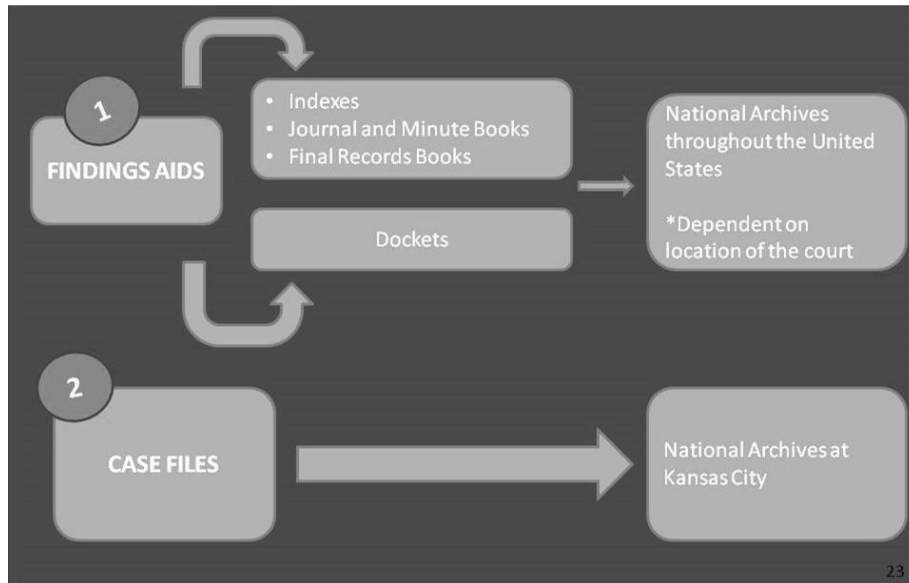 1
FINDINGS AIDS
• Indexes
• Journal and Minute Books
• Final Records Books
Dockets
National Archives
throughout the United
States
*Dependent on
location of the court
2
CASE FILES
National Archives at
Kansas City
23